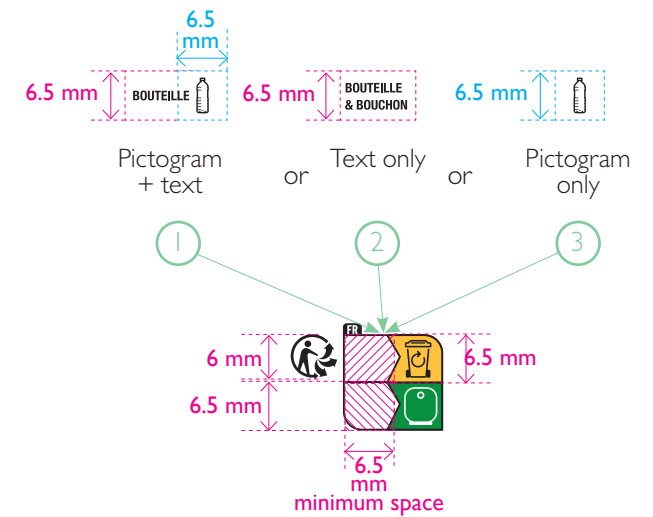 6.5
mm
6.5 mm
BOUTEILLE
6.5 mm
BOUTEILLE
& BOUCHON
6.5 mm
Pictogram
+ text
or
Text only
or
Pictogram
only
1
2
3
FR
6 mm
6.5 mm
6.5 mm
6.5
mm
minimum space